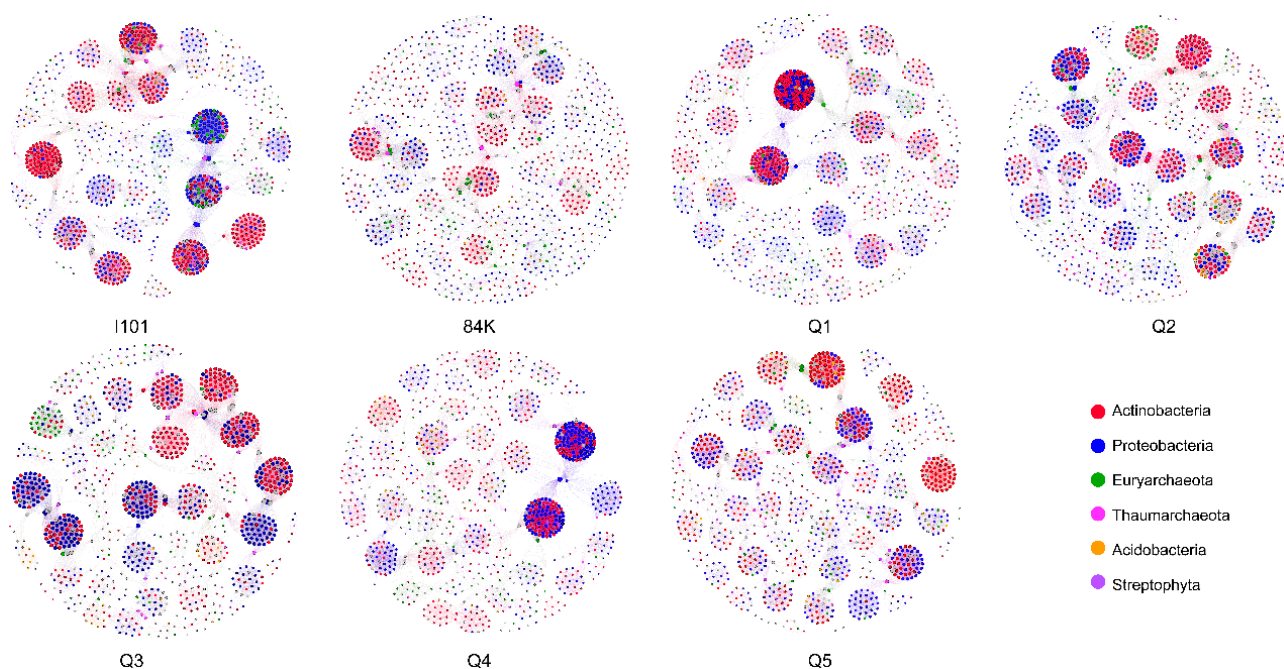 I101
84K
Q1
Q2
Q3
Q4
Q5
Actinobacteria
Proteobacteria
Euryarchaeota
Thaumarchaeota
Acidobacteria
Streptophyta